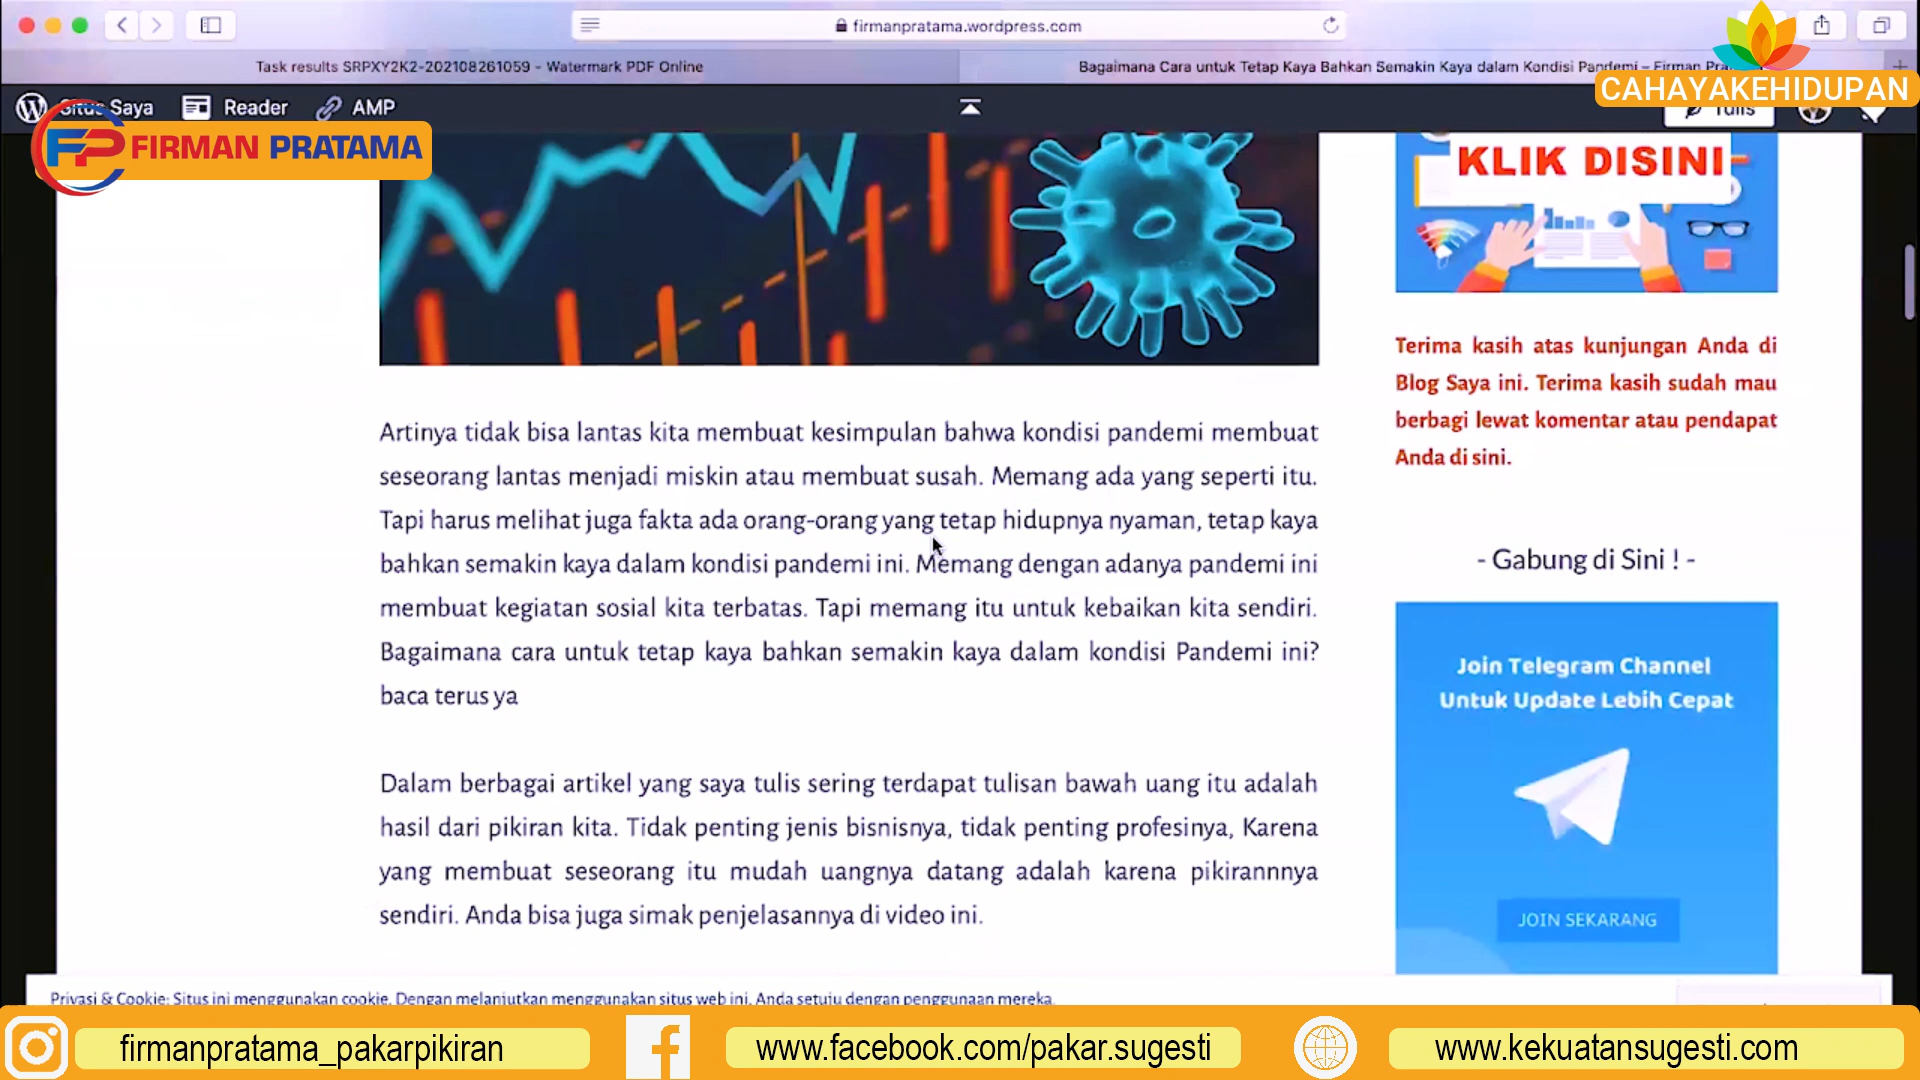 firmanpratama.wordpress.com
Task results SRPXY2K2-202108261059 - Watermark PDF Online
Bagaimana Cara untuk Tetap Kaya Bahkan Semakin Kaya dalam Kondisi Pandemi – Firman
CAHAYAKEHIDUPAN
Situs Saya
Reader
AMP
Tulis
FP FIRMAN PRATAMA
KLIK DISINI
Artinya tidak bisa lantas kita membuat kesimpulan bahwa kondisi pandemi membuat
seseorang lantas menjadi miskin atau membuat susah. Memang ada yang seperti itu.
Tapi harus melihat juga fakta ada orang-orang yang tetap hidupnya nyaman, tetap kaya
bahkan semakin kaya dalam kondisi pandemi ini. Memang dengan adanya pandemi ini
membuat kegiatan sosial kita terbatas. Tapi memang itu untuk kebaikan kita sendiri.
Bagaimana cara untuk tetap kaya bahkan semakin kaya dalam kondisi Pandemi ini?
baca terus ya
Dalam berbagai artikel yang saya tulis sering terdapat tulisan bawah uang itu adalah
hasil dari pikiran kita. Tidak penting jenis bisnisnya, tidak penting profesinya, Karena
yang membuat seseorang itu mudah uangnya datang adalah karena pikirannnya
sendiri. Anda bisa juga simak penjelasannya di video ini.
Terima kasih atas kunjungan Anda di
Blog Saya ini. Terima kasih sudah mau
berbagi lewat komentar atau pendapat
Anda di sini.
- Gabung di Sini ! -
Join Telegram Channel
Untuk Update Lebih Cepat
JOIN SEKARANG
Privasi & Cookie: Situs ini menggunakan cookie. Dengan melanjutkan menggunakan situs web ini, Anda setuju dengan penggunaan mereka.
firmanpratama_pakarpikiran
www.facebook.com/pakar.sugesti
www.kekuatansugesti.com